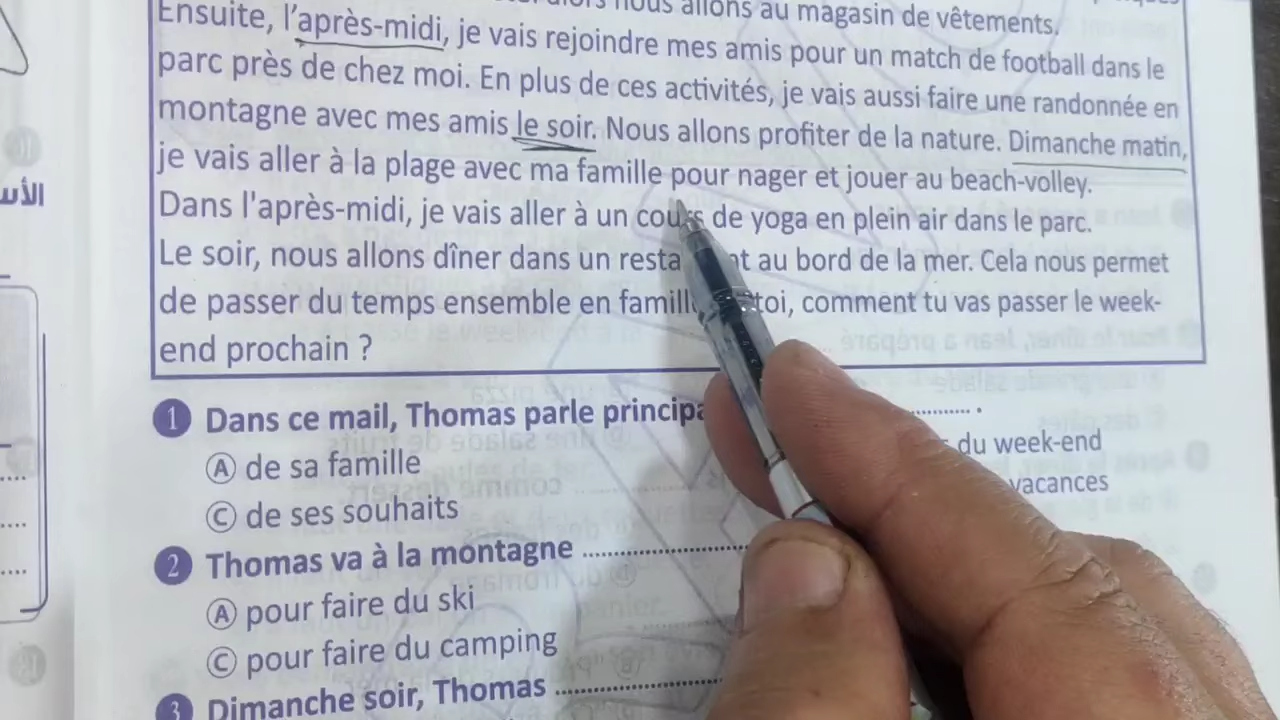 nous allons au magasin de vêtements.
Ensuite, l'après-midi, je vais rejoindre mes amis pour un match de football dans le
parc près de chez moi. En plus de ces activités, je vais aussi faire une randonnée en
montagne avec mes amis le soir. Nous allons profiter de la nature. Dimanche matin,
je vais aller à la plage avec ma famille pour nager et jouer au beach-volley.
Dans l'après-midi, je vais aller à un cours de yoga en plein air dans le parc.
Le soir, nous allons dîner dans un au bord de la mer. Cela nous permet
de passer du temps ensemble en toi, comment tu vas passer le week-
end prochain ?
1 Dans ce mail, Thomas parle .............. .
A de sa famille
du week-end
C de ses souhaits
vacances
2 Thomas va à la montagne ..............................
A pour faire du ski
C pour faire du camping
3 Dimanche soir, Thomas ..............................